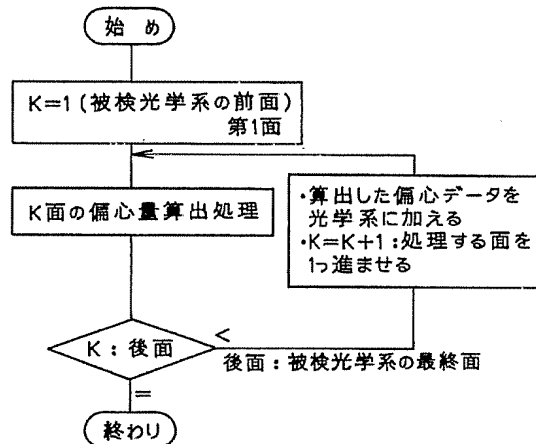 始 め
K=1(被検光学系の前面)
第1面
K面の偏心量算出処理
・算出した偏心データを
光学系に加える
・K=K+1:処理する面を
1っ進ませる
K:後面
<
後面:被検光学系の最終面
=
終わり